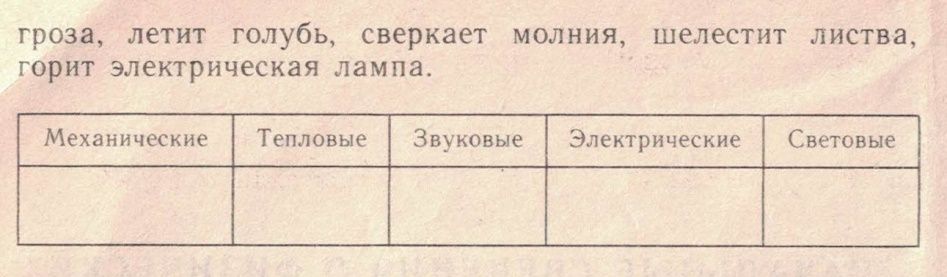 гроза, летит голубь, сверкает молния, шелестит листва,
горит электрическая лампа.
Механические Тепловые Звуковые Электрические Световые